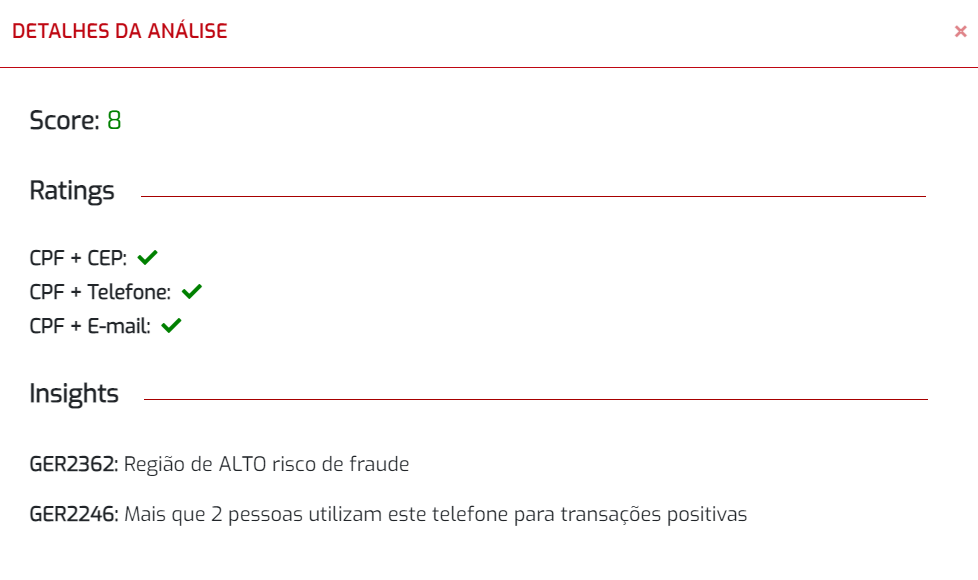 DETALHES DA ANÁLISE
Score: 8
Ratings
CPF + CEP:
CPF + Telefone:
CPF + E-mail:
Insights
GER2362: Região de ALTO risco de fraude
GER2246: Mais que 2 pessoas utilizam este telefone para transações positivas